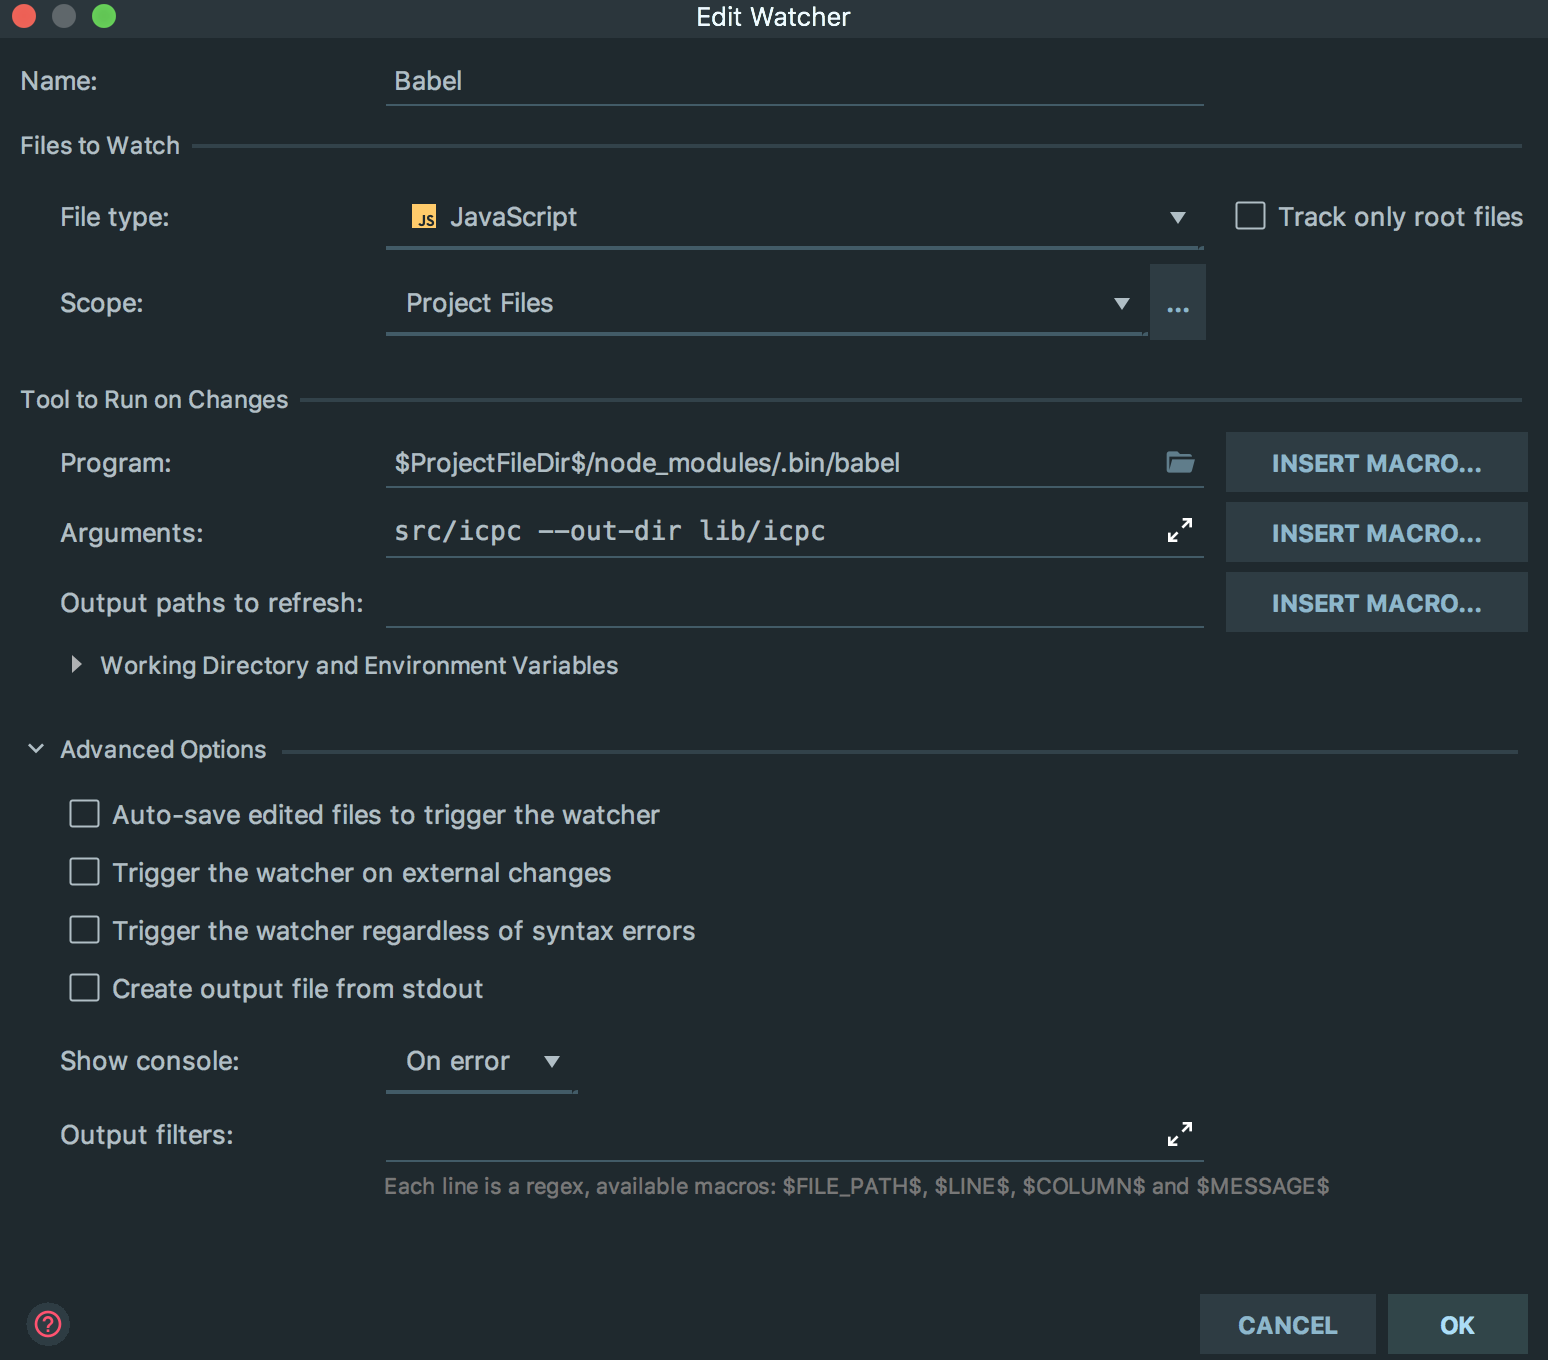 Edit Watcher
Name: Babel
Files to Watch
File type: JS JavaScript Track only root files
Scope: Project Files ...
Tool to Run on Changes
Program: $ProjectFileDir$/node_modules/.bin/babel INSERT MACRO...
Arguments: src/icpc --out-dir lib/icpc INSERT MACRO...
Output paths to refresh: INSERT MACRO...
Working Directory and Environment Variables
Advanced Options
Auto-save edited files to trigger the watcher
Trigger the watcher on external changes
Trigger the watcher regardless of syntax errors
Create output file from stdout
Show console: On error
Output filters:
Each line is a regex, available macros: $FILE_PATH$, $LINE$, $COLUMN$ and $MESSAGE$
? CANCEL OK